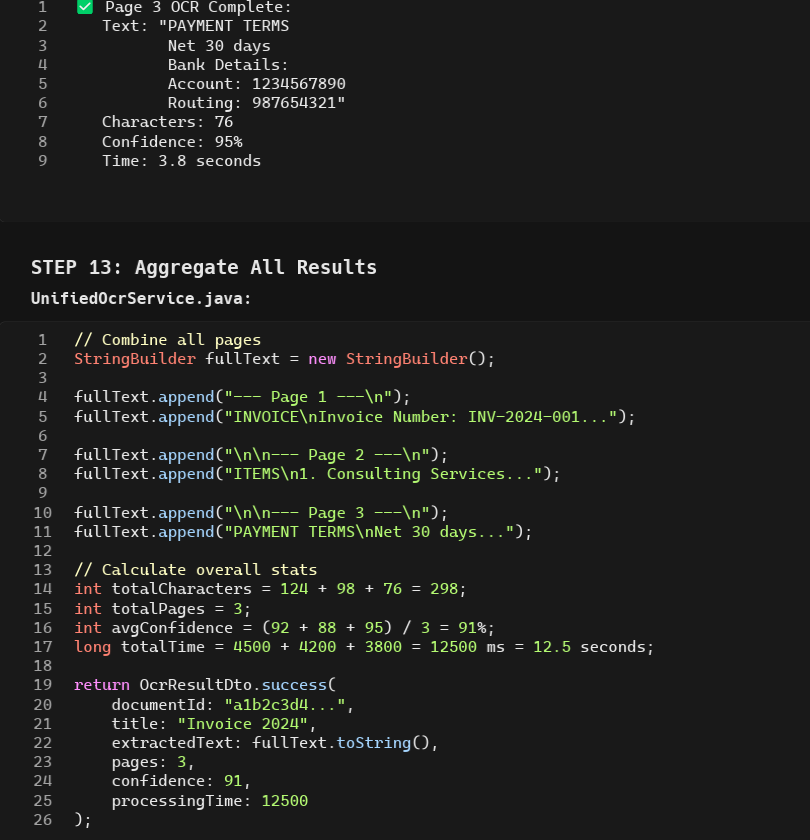 1 ✅ Page 3 OCR Complete:
2    Text: "PAYMENT TERMS
3           Net 30 days
4           Bank Details:
5           Account: 1234567890
6           Routing: 987654321"
7    Characters: 76
8    Confidence: 95%
9    Time: 3.8 seconds
STEP 13: Aggregate All Results
UnifiedOcrService.java:
1 // Combine all pages
2 StringBuilder fullText = new StringBuilder();
3
4 fullText.append("--- Page 1 ---\n");
5 fullText.append("INVOICE\nInvoice Number: INV-2024-001...");
6
7 fullText.append("\n\n--- Page 2 ---\n");
8 fullText.append("ITEMS\n1. Consulting Services...");
9
10 fullText.append("\n\n--- Page 3 ---\n");
11 fullText.append("PAYMENT TERMS\nNet 30 days...");
12
13 // Calculate overall stats
14 int totalCharacters = 124 + 98 + 76 = 298;
15 int totalPages = 3;
16 int avgConfidence = (92 + 88 + 95) / 3 = 91%;
17 long totalTime = 4500 + 4200 + 3800 = 12500 ms = 12.5 seconds;
18
19 return OcrResultDto.success(
20     documentId: "a1b2c3d4...",
21     title: "Invoice 2024",
22     extractedText: fullText.toString(),
23     pages: 3,
24     confidence: 91,
25     processingTime: 12500
26 );